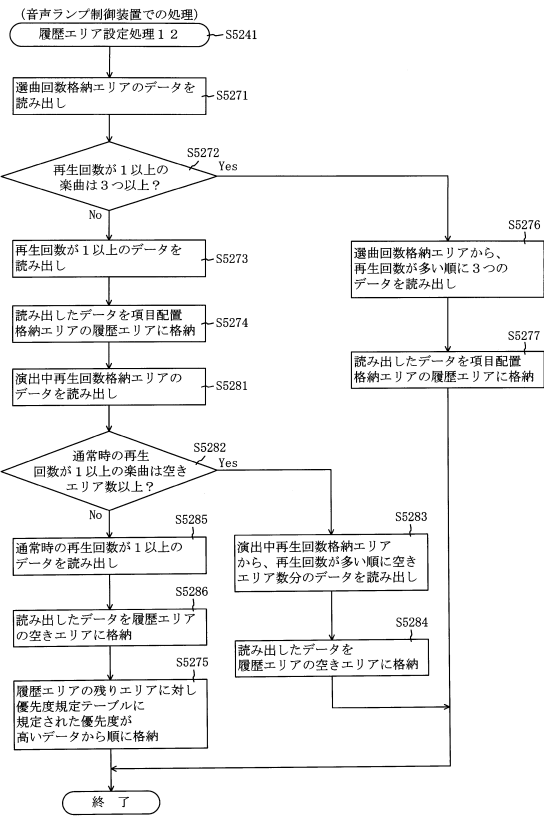 (音声ランプ制御装置での処理)
履歴エリア設定処理12
S5241
選曲回数格納エリアのデータを
読み出し
S5271
S5272
再生回数が1以上の
楽曲は3つ以上?
Yes
No
再生回数が1以上のデータを
読み出し
S5273
S5276
選曲回数格納エリアから、
再生回数が多い順に3つの
データを読み出し
読み出したデータを項目配置
格納エリアの履歴エリアに格納
S5274
S5277
読み出したデータを項目配置
格納エリアの履歴エリアに格納
演出中再生回数格納エリアの
データを読み出し
S5281
S5282
通常時の再生
回数が1以上の楽曲は空き
エリア数以上?
Yes
No
S5285
通常時の再生回数が1以上の
データを読み出し
S5283
演出中再生回数格納エリア
から、再生回数が多い順に空き
エリア数分のデータを読み出し
S5286
読み出したデータを履歴エリア
の空きエリアに格納
S5284
読み出したデータを
履歴エリアの空きエリアに格納
S5275
履歴エリアの残りエリアに対し
優先度規定テーブルに
規定された優先度が
高いデータから順に格納
終 了